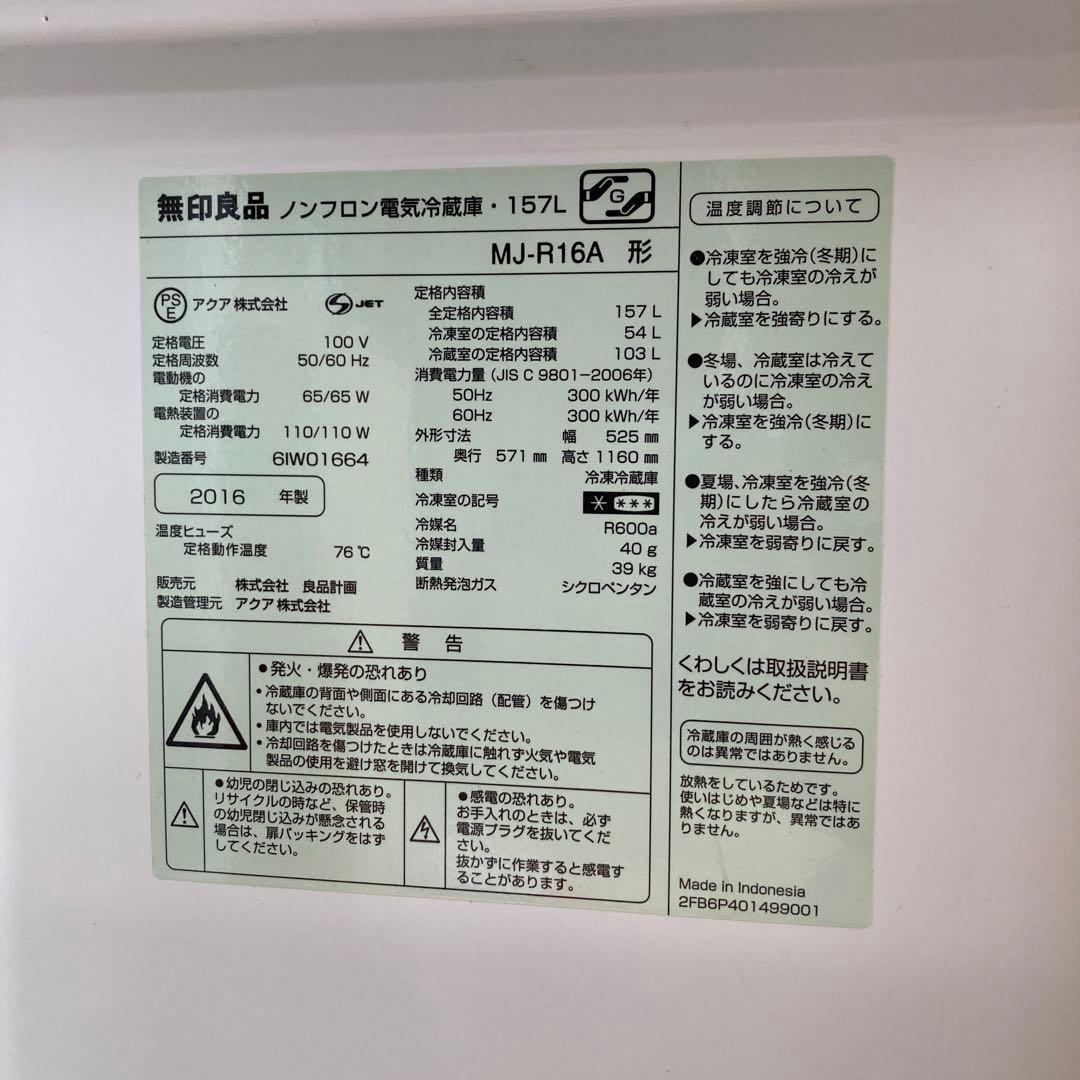 無印良品 ノンフロン電気冷蔵庫・157L
G
MJ-R16A 形
PS
E
アクア株式会社
JET
定格電圧 100 V
定格周波数 50/60 Hz
電動機の
定格消費電力 65/65 W
電熱装置の
定格消費電力 110/110 W
製造番号 6IW01664
2016 年製
温度ヒューズ
定格動作温度 76℃
販売元 株式会社 良品計画
製造管理元 アクア株式会社
定格内容積
全定格内容積 157 L
冷凍室の定格内容積 54 L
冷蔵室の定格内容積 103 L
消費電力量 (JIS C 9801-2006年)
50Hz 300 kWh/年
60Hz 300 kWh/年
外形寸法 幅 525 mm
奥行 571 mm 高さ 1160 mm
種類 冷凍冷蔵庫
冷凍室の記号
冷媒名 R600a
冷媒封入量 40 g
質量 39 kg
断熱発泡ガス シクロペンタン
警告
●発火・爆発の恐れあり
・冷蔵庫の背面や側面にある冷却回路（配管）を傷つけ
ないでください。
・庫内では電気製品を使用しないでください。
・冷却回路を傷つけたときは冷蔵庫に触れず火気や電気
製品の使用を避け窓を開けて換気してください。
●幼児の閉じ込みの恐れあり。
リサイクルの時など、保管時
の幼児閉じ込みが懸念される
場合は、扉パッキングをはず
してください。
●感電の恐れあり。
お手入れのときは、必ず
電源プラグを抜いてくだ
さい。
抜かずに作業すると感電す
ることがあります。
温度調節について
●冷凍室を強冷(冬期)に
しても冷凍室の冷えが
弱い場合。
▶冷蔵室を強寄りにする。
●冬場、冷蔵室は冷えて
いるのに冷凍室の冷え
が弱い場合。
▶冷凍室を強冷(冬期)に
する。
●夏場、冷凍室を強冷(冬
期)にしたら冷蔵室の
冷えが弱い場合。
▶冷凍室を弱寄りに戻す。
●冷蔵室を強にしても冷
蔵室の冷えが弱い場合。
▶冷凍室を弱寄りに戻す。
くわしくは取扱説明書
をお読みください。
冷蔵庫の周囲が熱く感じる
のは異常ではありません。
放熱をしているためです。
使いはじめや夏場などは特に
熱くなりますが、異常ではあ
りません。
Made in Indonesia
2FB6P401499001